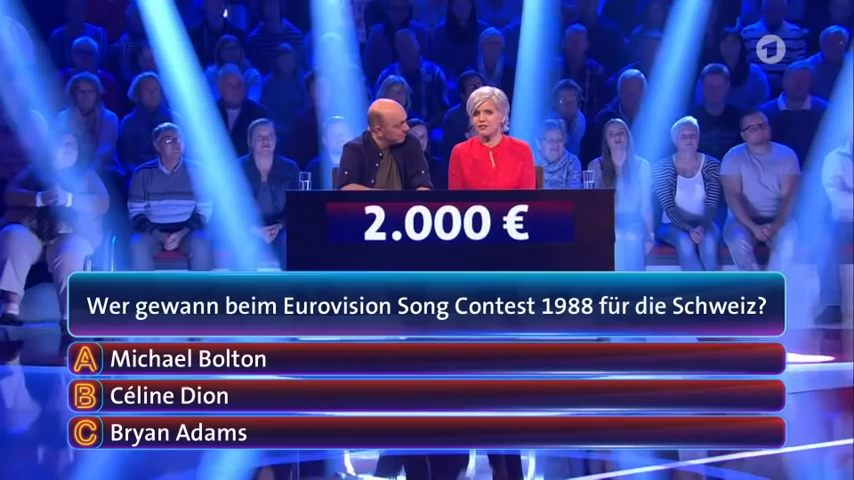 2.000 €
Wer gewann beim Eurovision Song Contest 1988 für die Schweiz?
A Michael Bolton
B Céline Dion
C Bryan Adams